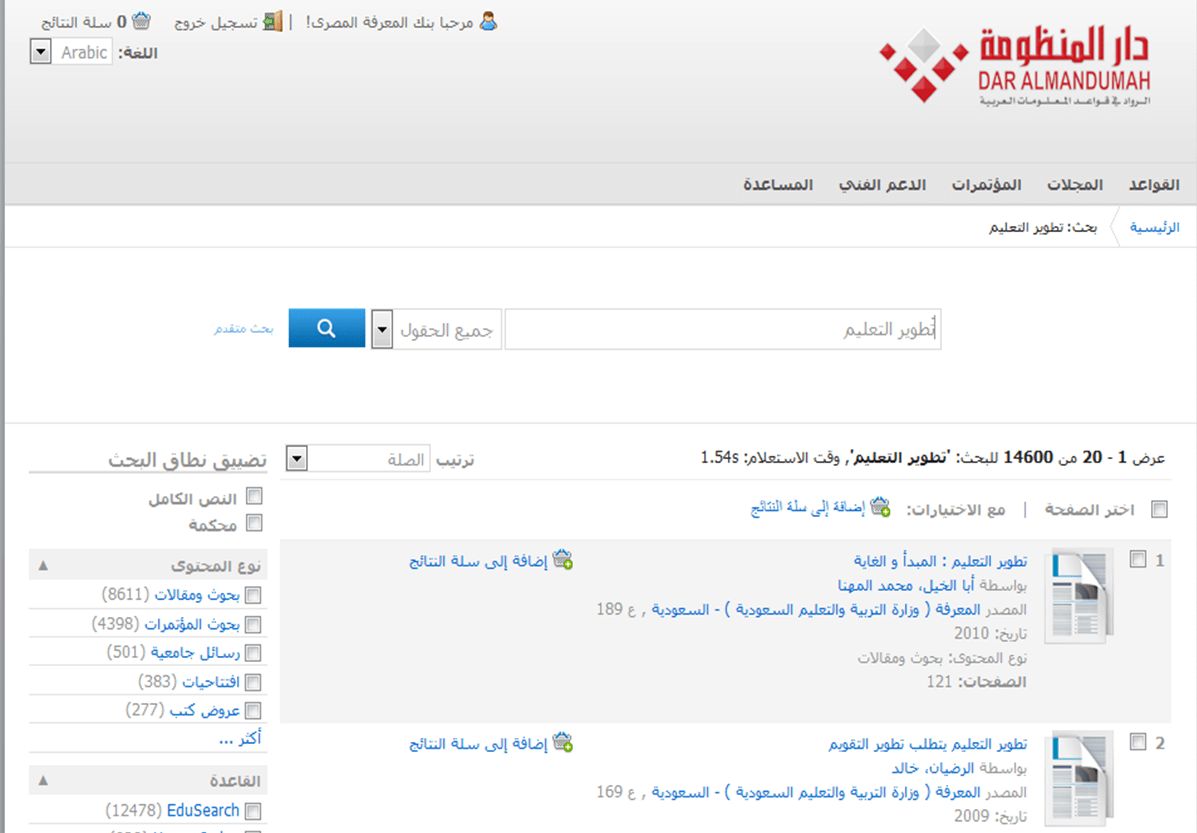 مرحبا بنك المعرفة المصرى! | تسجيل خروج 0 سلة النتائج
اللغة: Arabic
دار المنظومة
DAR ALMANDUMAH
الرواد في قواعد المعلومات العربية
القواعد المجلات المؤتمرات الدعم الفني المساعدة
الرئيسية بحث: تطوير التعليم
تطوير التعليم جميع الحقول بحث متقدم
عرض 1 - 20 من 14600 للبحث: 'تطوير التعليم', وقت الاستعلام: 1.54s
ترتيب الصلة
اختر الصفحة | مع الاختيارات: إضافة إلى سلة النتائج
1 تطوير التعليم : المبدأ و الغاية إضافة إلى سلة النتائج
بواسطة أبا الخيل، محمد المهنا
المصدر المعرفة ( وزارة التربية والتعليم السعودية ) - السعودية , ع 189
تاريخ: 2010
نوع المحتوى: بحوث ومقالات
الصفحات: 121
2 تطوير التعليم يتطلب تطوير التقويم إضافة إلى سلة النتائج
بواسطة الرضيان، خالد
المصدر المعرفة ( وزارة التربية والتعليم السعودية ) - السعودية , ع 169
تاريخ: 2009
تضييق نطاق البحث
النص الكامل
محكمة
نوع المحتوى
بحوث ومقالات (8611)
بحوث المؤتمرات (4398)
رسائل جامعية (501)
افتتاحيات (383)
عروض كتب (277)
أكثر ...
القاعدة
EduSearch (12478)